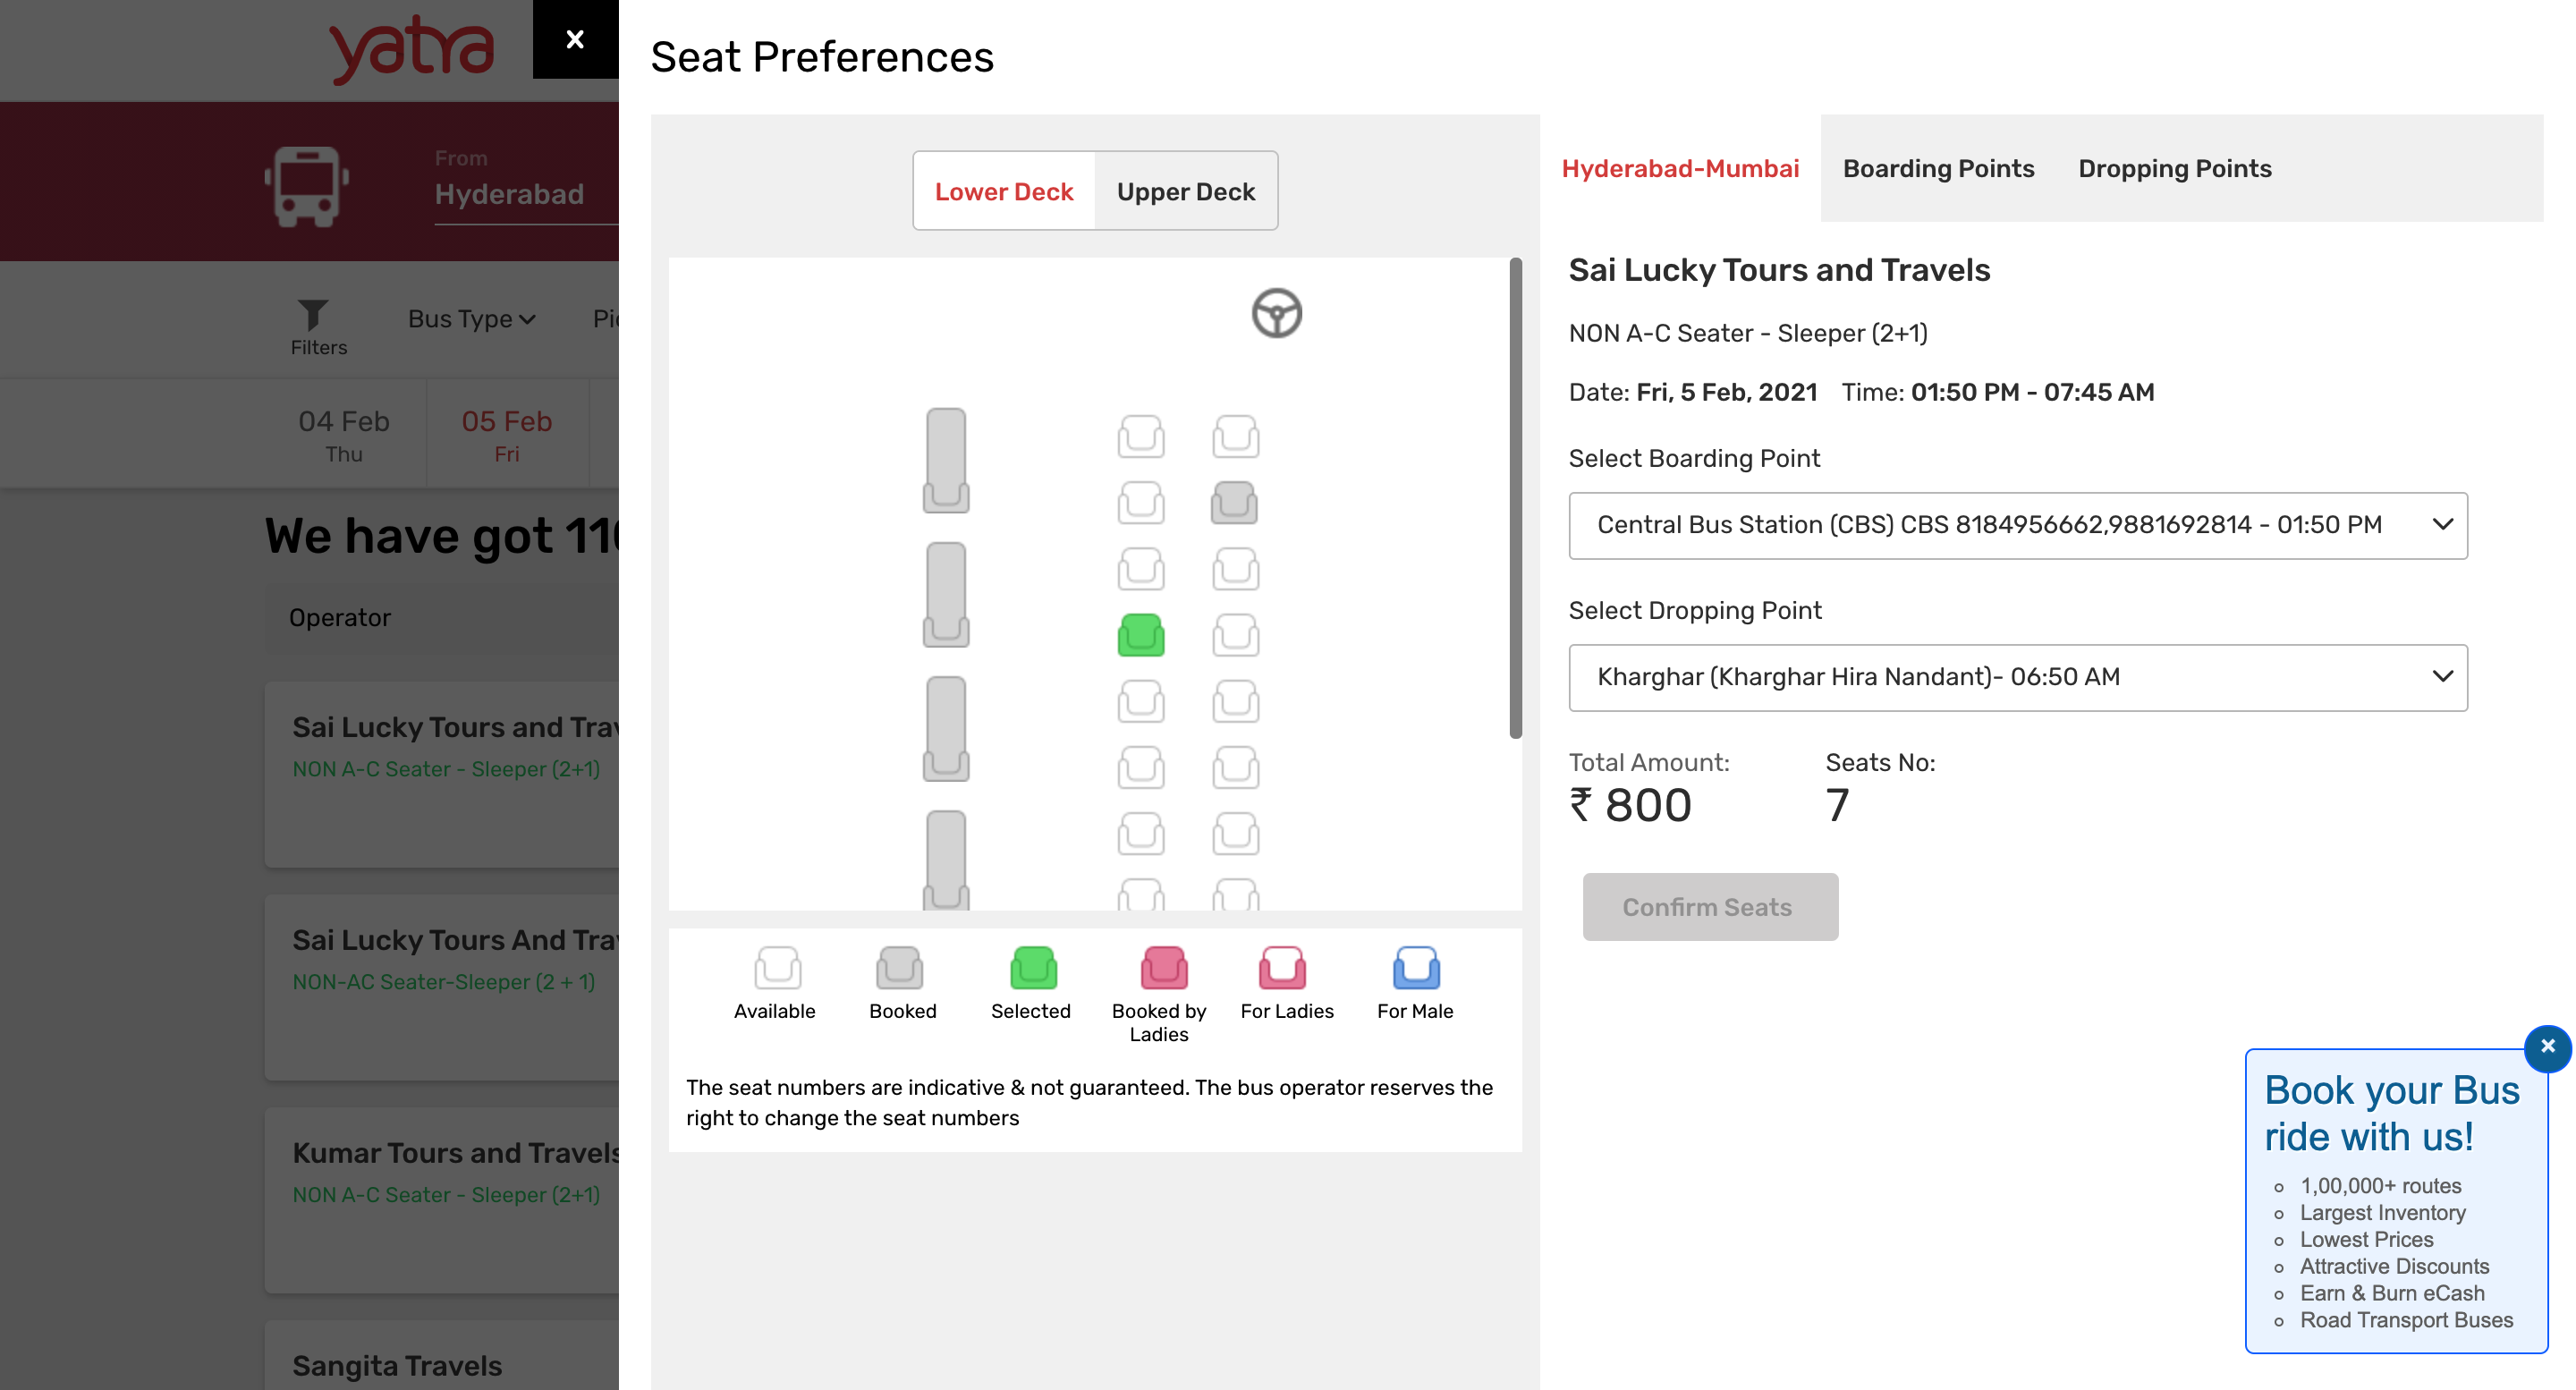 yatra
x
From
Hyderabad
Filters
Bus Type
04 Feb
Thu
05 Feb
Fri
We have got
Operator
Sai Lucky Tours and
NON A-C Seater - Sleeper (2+1)
Sai Lucky Tours And
NON-AC Seater-Sleeper (2 + 1)
Kumar Tours and Travels
NON A-C Seater - Sleeper (2+1)
Sangita Travels
Seat Preferences
Lower Deck
Upper Deck
Available
Booked
Selected
Booked by
Ladies
For Ladies
For Male
The seat numbers are indicative & not guaranteed. The bus operator reserves the
right to change the seat numbers
Hyderabad-Mumbai
Boarding Points
Dropping Points
Sai Lucky Tours and Travels
NON A-C Seater - Sleeper (2+1)
Date: Fri, 5 Feb, 2021 Time: 01:50 PM - 07:45 AM
Select Boarding Point
Central Bus Station (CBS) CBS 8184956662,9881692814 - 01:50 PM
Select Dropping Point
Kharghar (Kharghar Hira Nandant)- 06:50 AM
Total Amount:
₹ 800
Seats No:
7
Confirm Seats
×
Book your Bus
ride with us!
1,00,000+ routes
Largest Inventory
Lowest Prices
Attractive Discounts
Earn & Burn eCash
Road Transport Buses